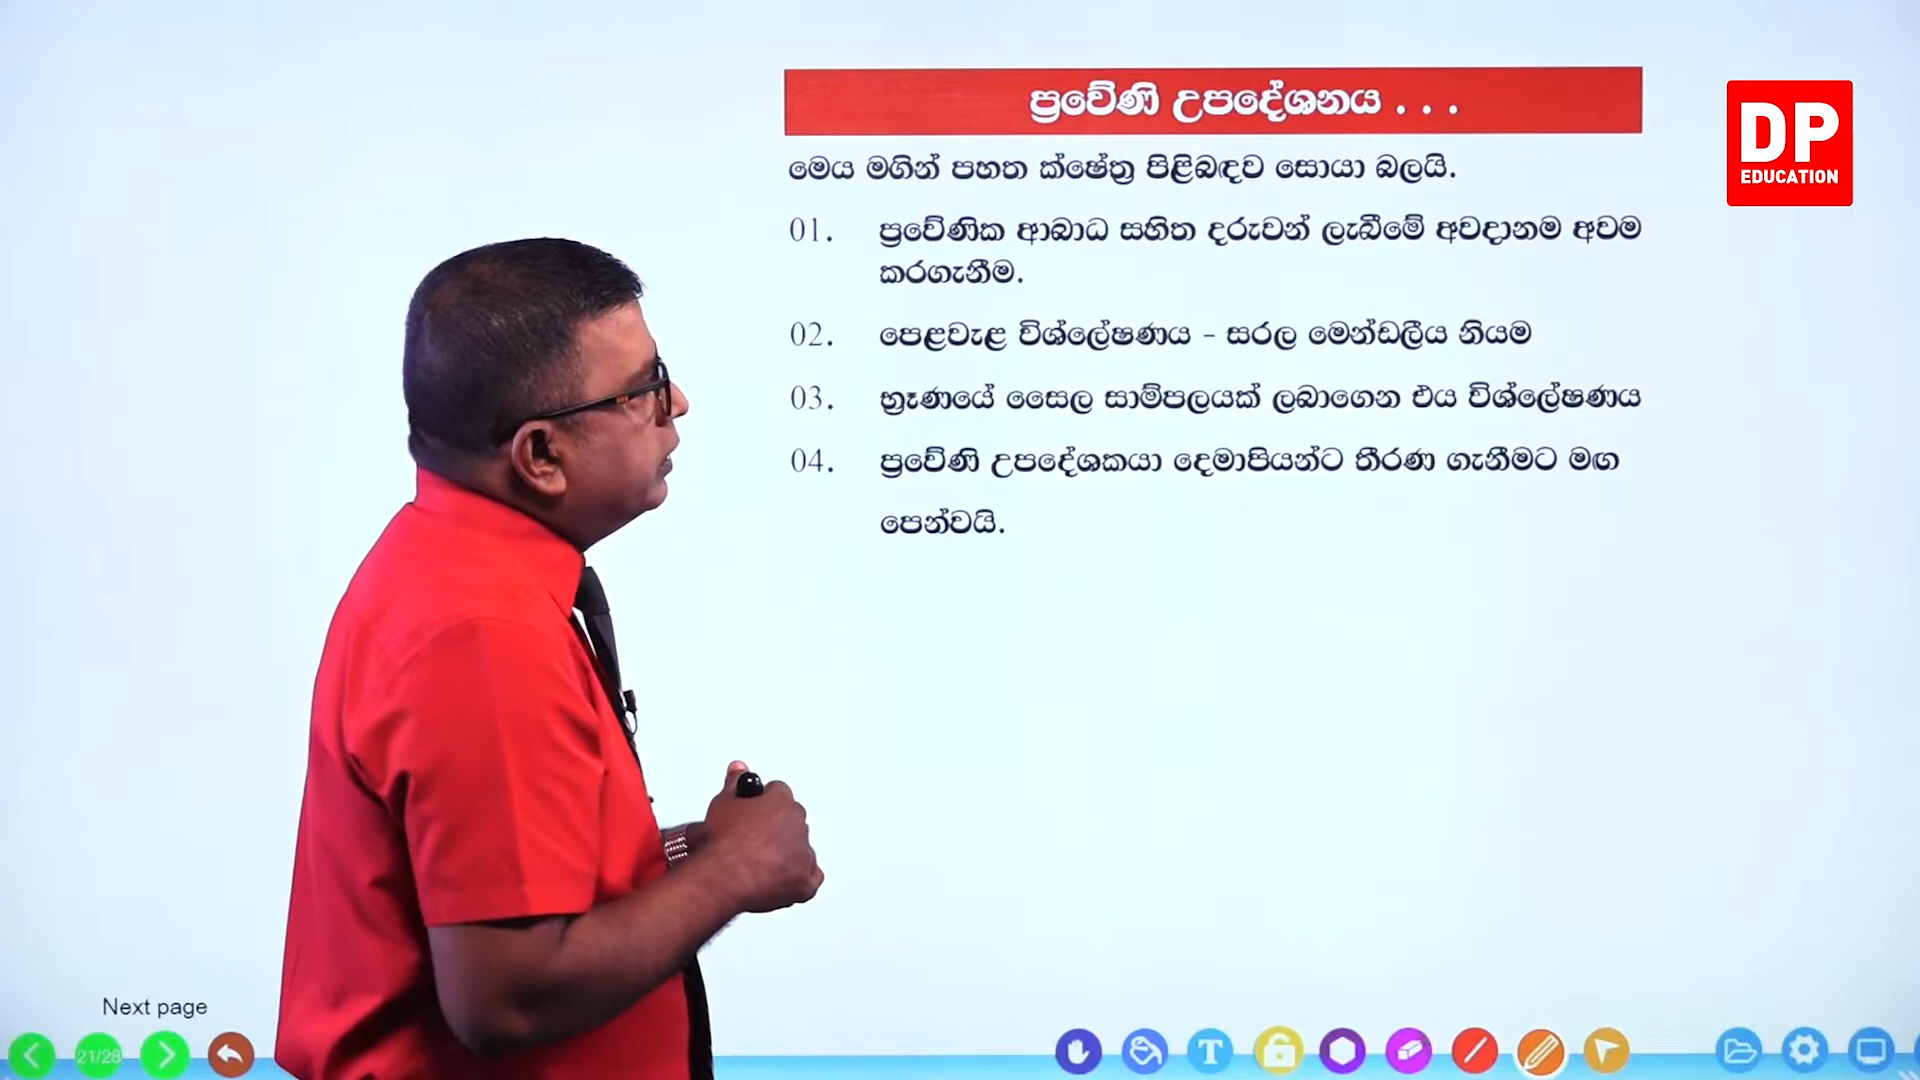 ප්‍රවේණි උපදේශනය . . .
DP
EDUCATION
මෙය මගින් පහත ක්ෂේත්‍ර පිළිබඳව සොයා බලයි.
01. ප්‍රවේණික ආබාධ සහිත දරුවන් ලැබීමේ අවදානම අවම
කරගැනීම.
02. පෙළවැළ විශ්ලේෂණය - සරල මෙන්ඩලීය නියම
03. භ්‍රෑණයේ සෛල සාම්පලයක් ලබාගෙන එය විශ්ලේෂණය
04. ප්‍රවේණි උපදේශකයා දෙමාපියන්ට තීරණ ගැනීමට මඟ
පෙන්වයි.
Next page
21/28